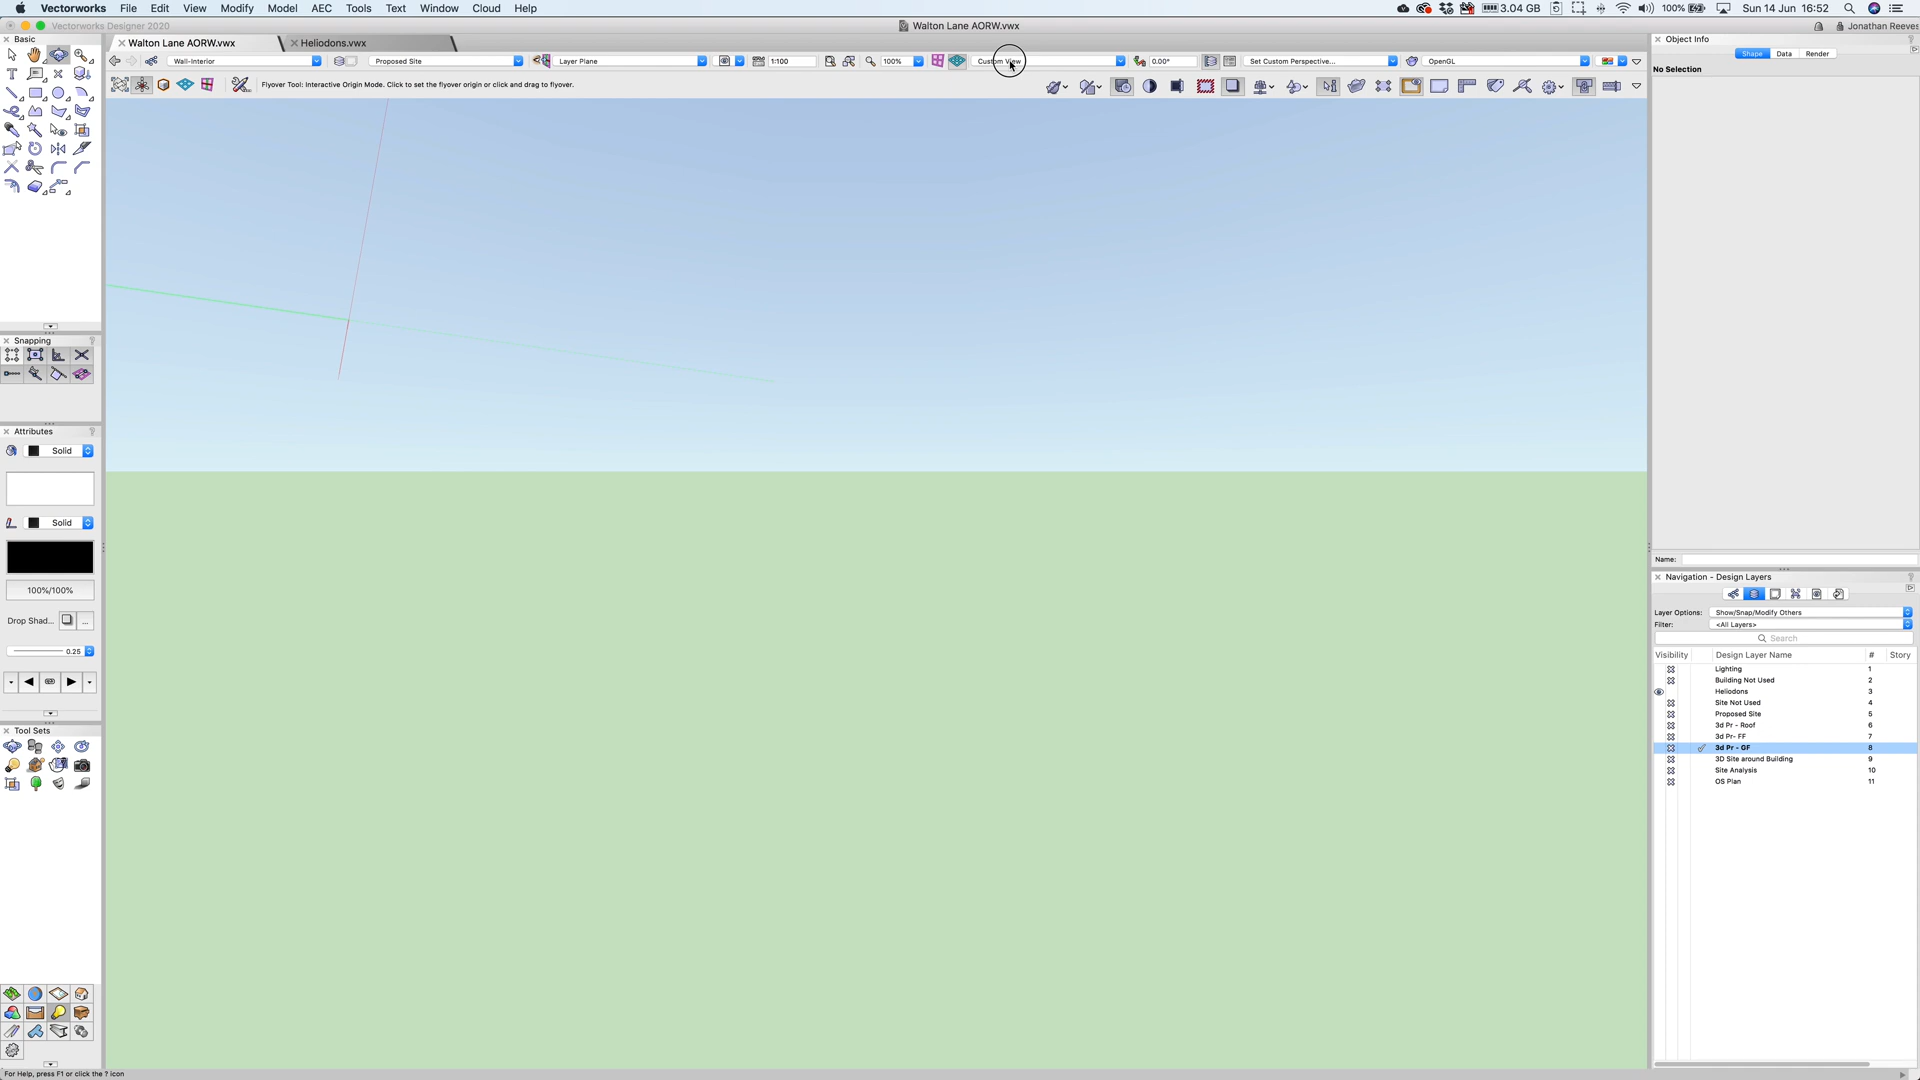 Vectorworks File Edit View Modify Model AEC Tools Text Window Cloud Help 3.04 GB 100% Sun 14 Jun 16:52
Vectorworks Designer 2020 Walton Lane AORW.vwx Jonathan Reeves
Basic
Walton Lane AORW.vwx Heliodons.vwx
Wall-Interior Proposed Site Layer Plane 1:100 100% Custom View 0.00° Set Custom Perspective... OpenGL
Flyover Tool: Interactive Origin Mode. Click to set the flyover origin or click and drag to flyover.
Snapping
Attributes
Solid
Solid
100%/100%
Drop Shad... ...
0.25
Tool Sets
For Help, press F1 or click the ? icon
Object Info
Shape Data Render
No Selection
Name:
Navigation - Design Layers
Layer Options: Show/Snap/Modify Others
Filter: <All Layers>
Search
Visibility Design Layer Name # Story
Lighting 1
Building Not Used 2
Heliodons 3
Site Not Used 4
Proposed Site 5
3d Pr - Roof 6
3d Pr- FF 7
3d Pr - GF 8
3D Site around Building 9
Site Analysis 10
OS Plan 11